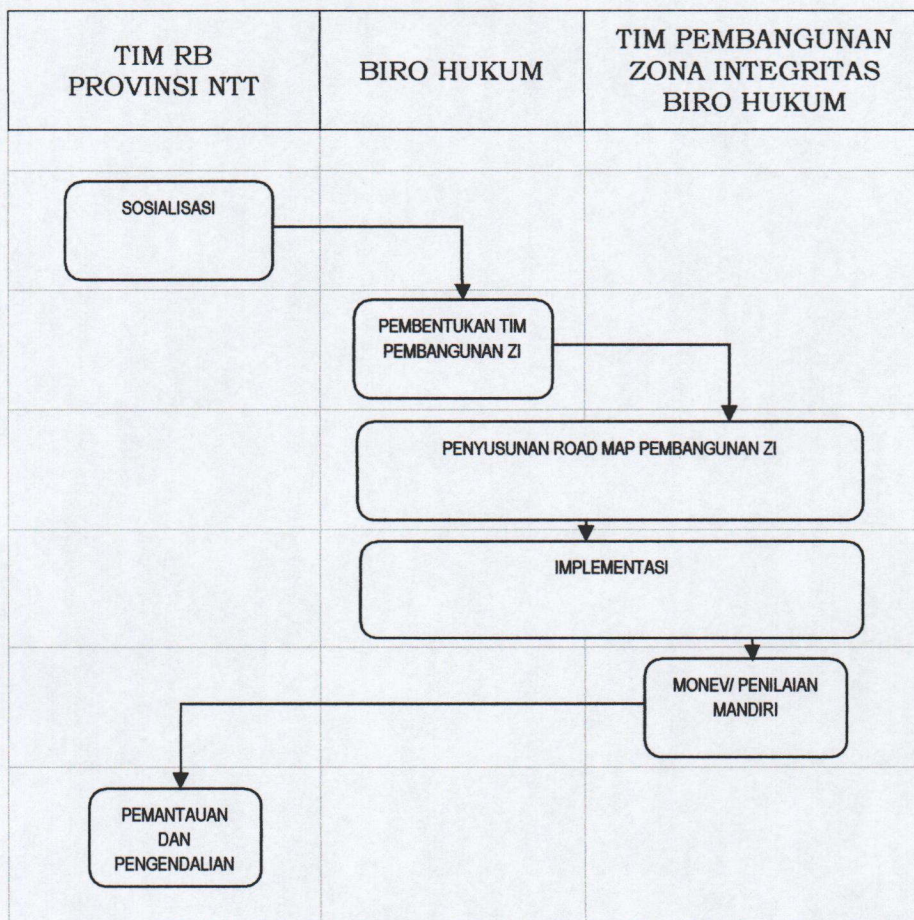 TIM RB
PROVINSI NTT
BIRO HUKUM
TIM PEMBANGUNAN
ZONA INTEGRITAS
BIRO HUKUM
SOSIALISASI
PEMBENTUKAN TIM
PEMBANGUNAN ZI
PENYUSUNAN ROAD MAP PEMBANGUNAN ZI
IMPLEMENTASI
MONEV/ PENILAIAN
MANDIRI
PEMANTAUAN
DAN
PENGENDALIAN